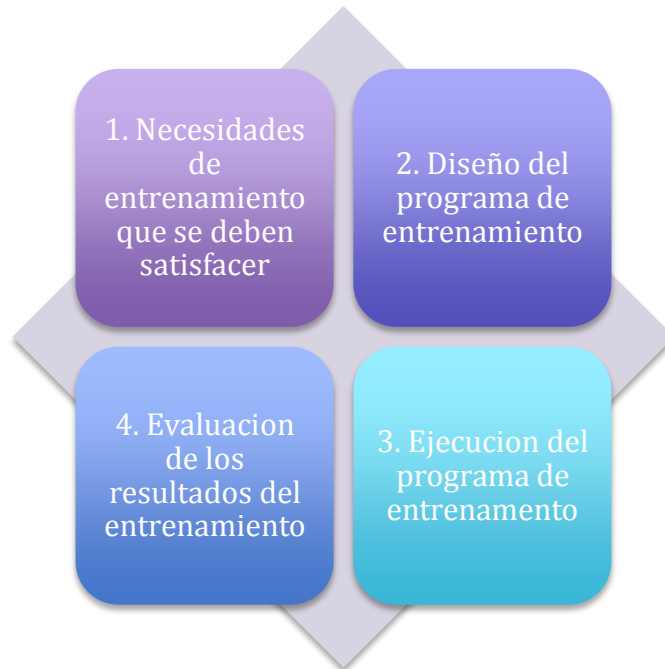 1. Necesidades
de
entrenamiento
que se deben
satisfacer
2. Diseño del
programa de
entrenamiento
3. Ejecucion del
programa de
entrenamento
4. Evaluacion
de los
resultados del
entrenamiento